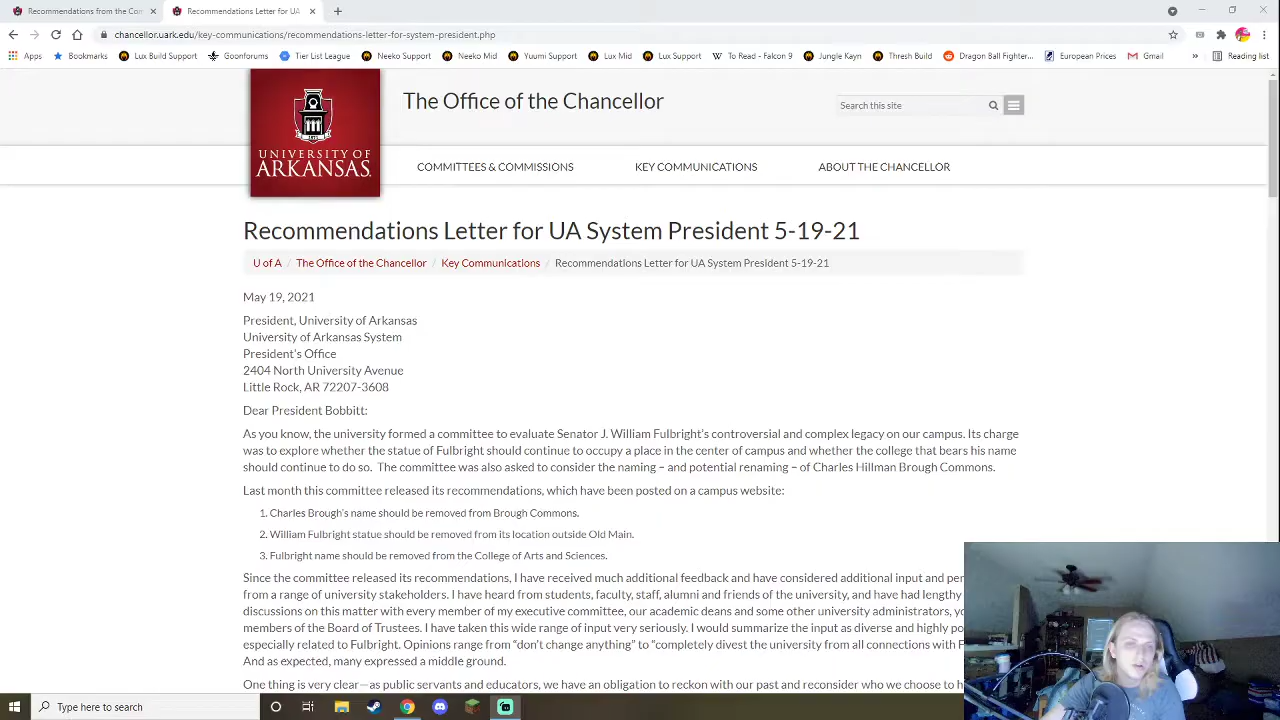 Recommendations from the Com
Recommendations Letter for UA
chancellor.uark.edu/key-communications/recommendations-letter-for-system-president.php
Apps Bookmarks Lux Build Support Goonforums Tier List League Neeko Support Neeko Mid Yuumi Support Lux Mid Lux Support To Read - Falcon 9 Jungle Kayn Thresh Build Dragon Ball Fighter... European Prices Gmail » Reading list
The Office of the Chancellor
Search this site
UNIVERSITY OF
ARKANSAS
COMMITTEES & COMMISSIONS KEY COMMUNICATIONS ABOUT THE CHANCELLOR
Recommendations Letter for UA System President 5-19-21
U of A / The Office of the Chancellor / Key Communications / Recommendations Letter for UA System President 5-19-21
May 19, 2021
President, University of Arkansas
University of Arkansas System
President's Office
2404 North University Avenue
Little Rock, AR 72207-3608
Dear President Bobbitt:
As you know, the university formed a committee to evaluate Senator J. William Fulbright's controversial and complex legacy on our campus. Its charge
was to explore whether the statue of Fulbright should continue to occupy a place in the center of campus and whether the college that bears his name
should continue to do so. The committee was also asked to consider the naming – and potential renaming – of Charles Hillman Brough Commons.
Last month this committee released its recommendations, which have been posted on a campus website:
1. Charles Brough's name should be removed from Brough Commons.
2. William Fulbright statue should be removed from its location outside Old Main.
3. Fulbright name should be removed from the College of Arts and Sciences.
Since the committee released its recommendations, I have received much additional feedback and have considered additional input and per
from a range of university stakeholders. I have heard from students, faculty, staff, alumni and friends of the university, and have had lengthy
discussions on this matter with every member of my executive committee, our academic deans and some other university administrators, yo
members of the Board of Trustees. I have taken this wide range of input very seriously. I would summarize the input as diverse and highly po
especially related to Fulbright. Opinions range from “don't change anything” to “completely divest the university from all connections with F
And as expected, many expressed a middle ground.
One thing is very clear—as public servants and educators, we have an obligation to reckon with our past and reconsider who we choose to h
Type here to search